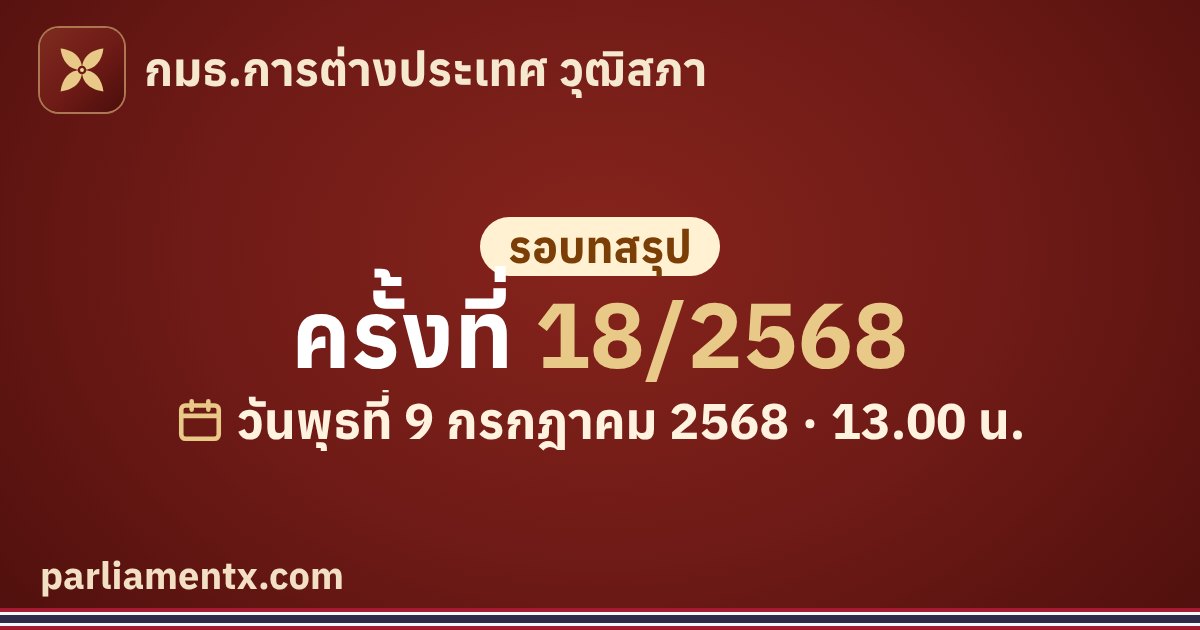 กมธ.การต่างประเทศ วุฒิสภา
รอบทสรุป
ครั้งที่ 18/2568
วันพุธที่ 9 กรกฎาคม 2568 · 13.00 น.
parliamentx.com